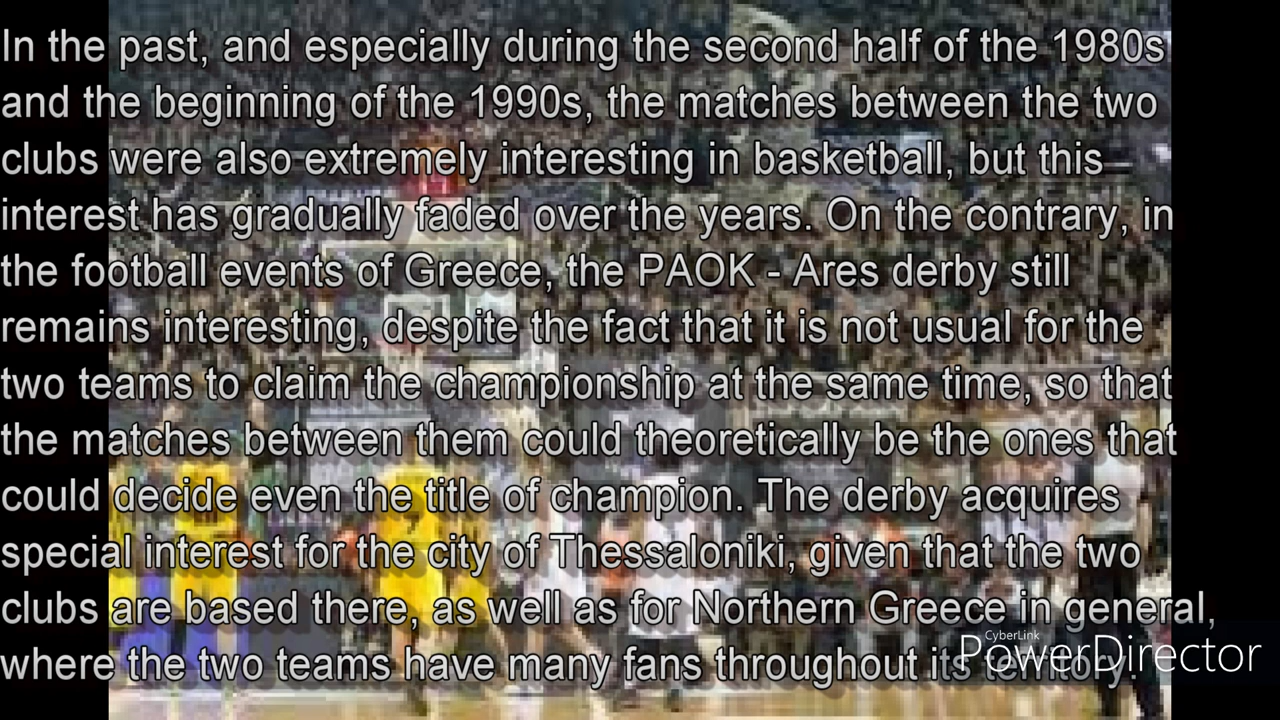 In the past, and especially during the second half of the 1980s
and the beginning of the 1990s, the matches between the two
clubs were also extremely interesting in basketball, but this
interest has gradually faded over the years. On the contrary, in
the football events of Greece, the PAOK - Ares derby still
remains interesting, despite the fact that it is not usual for the
two teams to claim the championship at the same time, so that
the matches between them could theoretically be the ones that
could decide even the title of champion. The derby acquires
special interest for the city of Thessaloniki, given that the two
clubs are based there, as well as for Northern Greece in general,
where the two teams have many fans throughout its territory.
CyberLink
PowerDirector